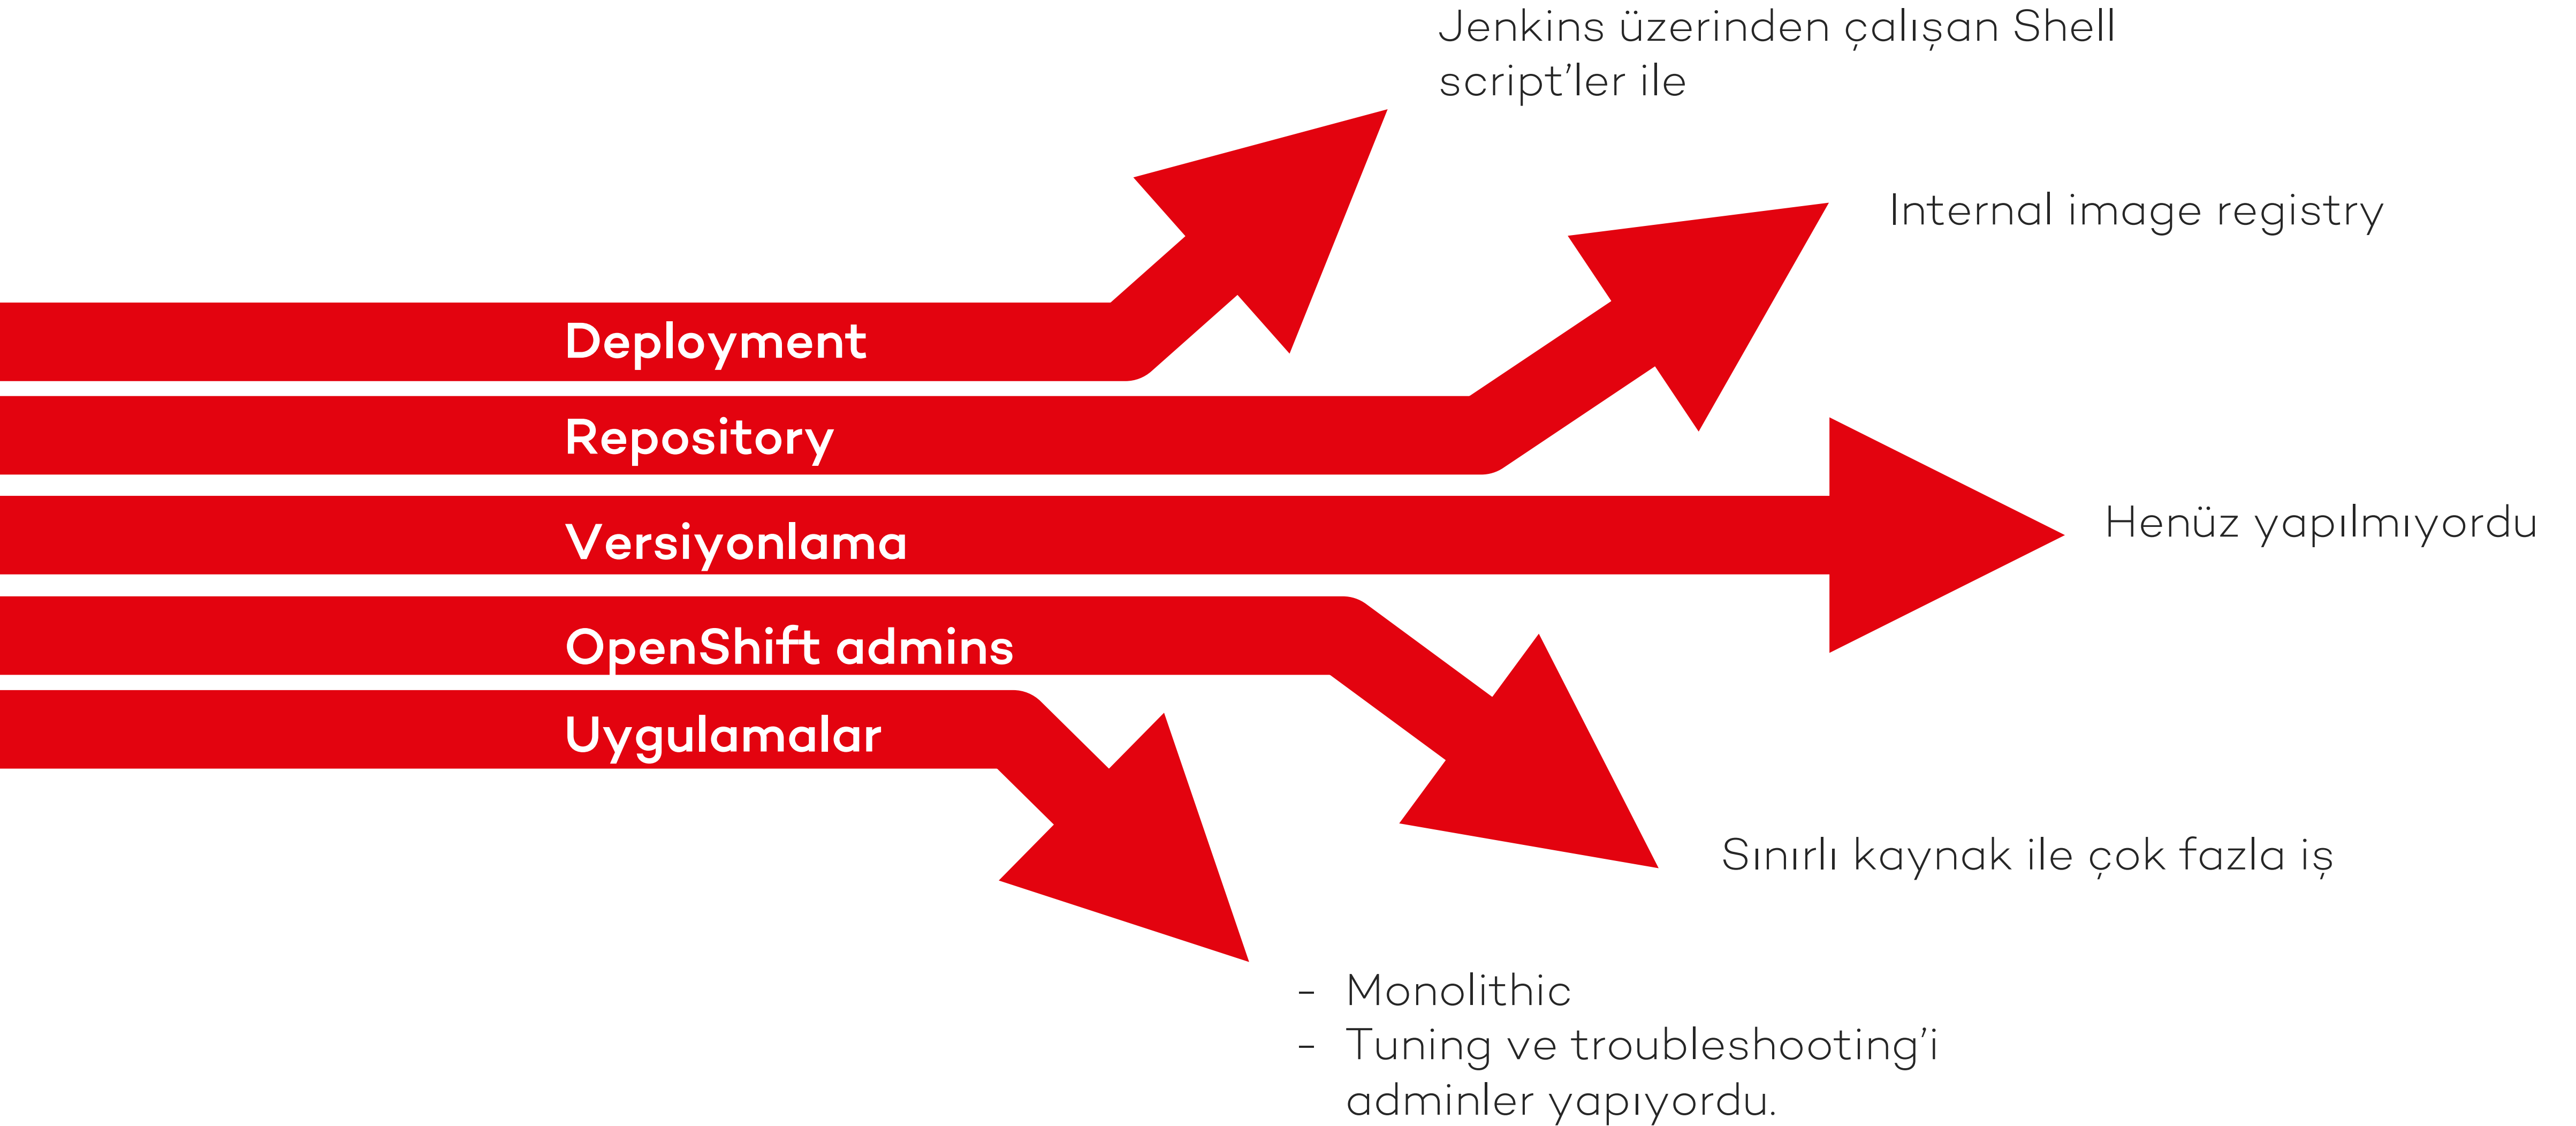 Jenkins üzerinden çalışan Shell
script’ler ile
Internal image registry
Deployment
Repository
Versiyonlama
Henüz yapılmıyordu
OpenShift admins
Uygulamalar
Sınırlı kaynak ile çok fazla iş
- Monolithic
- Tuning ve troubleshooting’i
adminler yapıyordu.